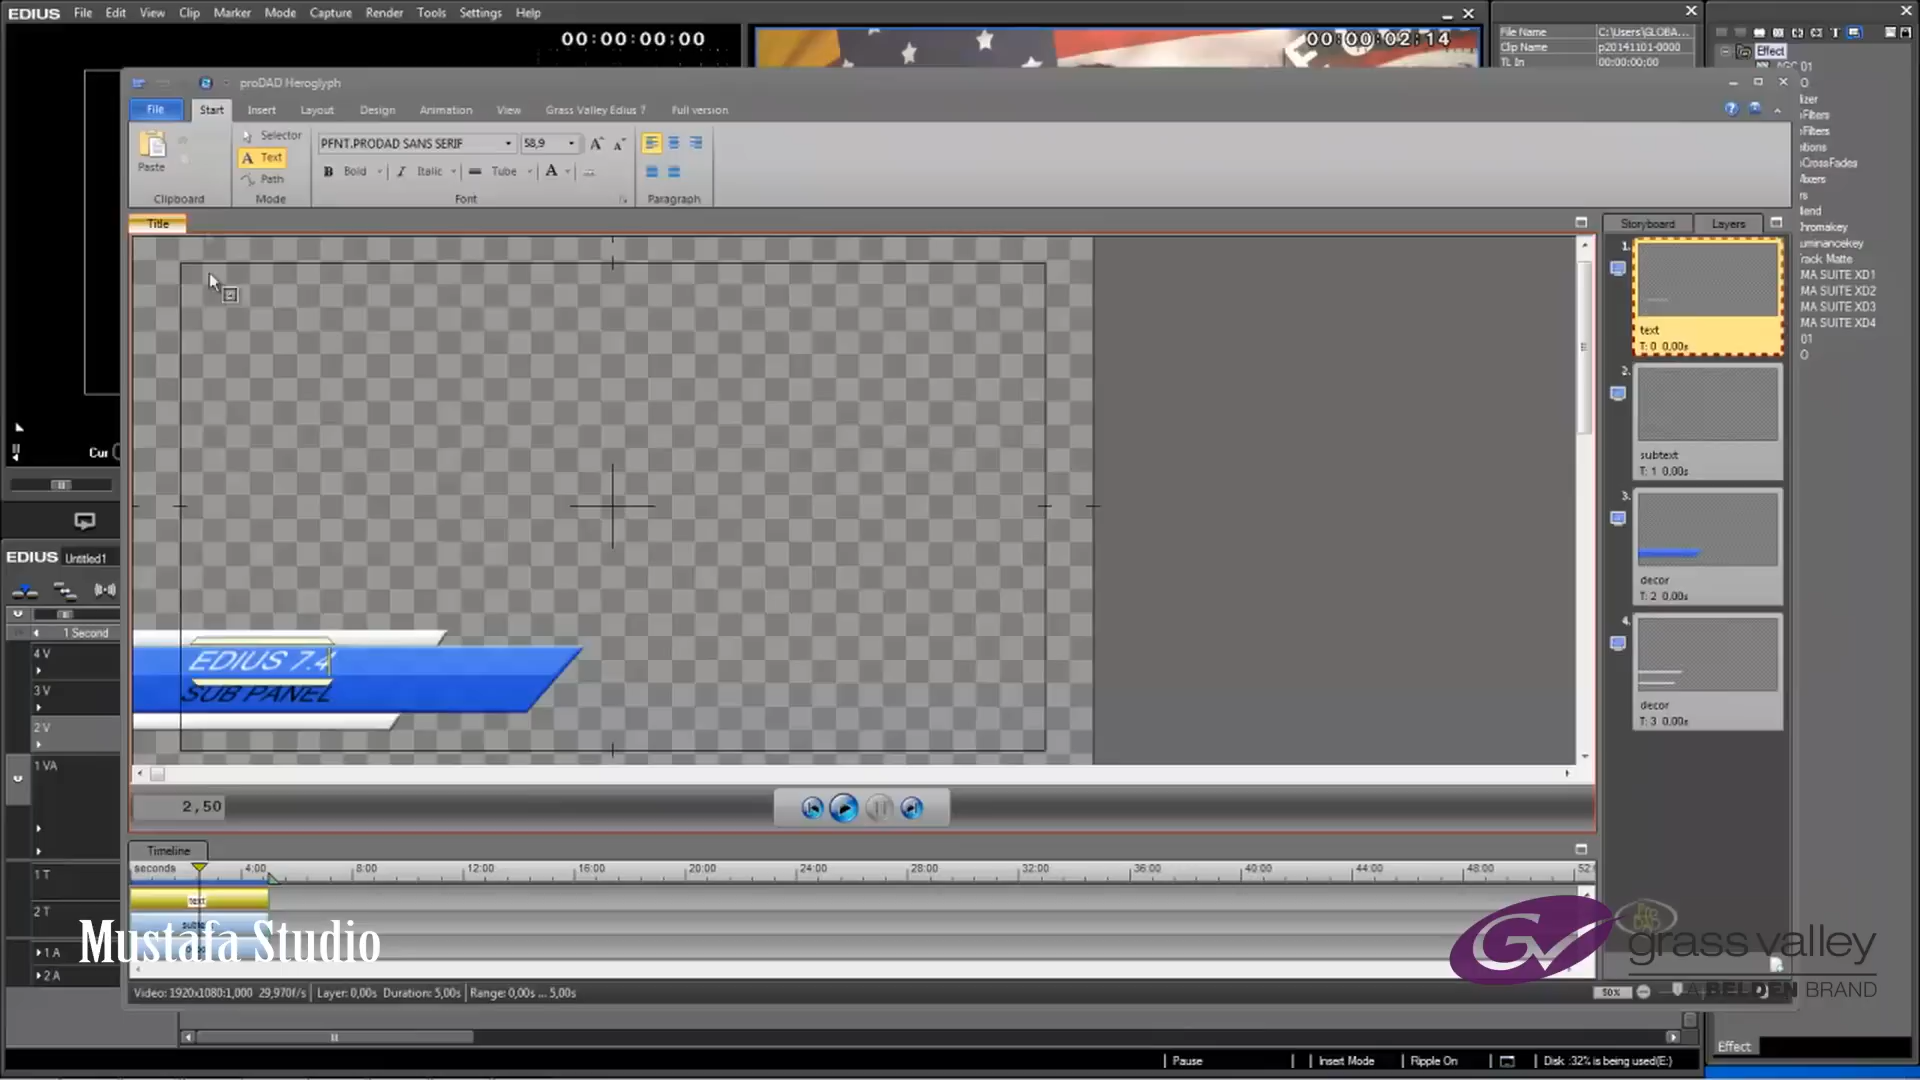 EDIUS File Edit View Clip Marker Mode Capture Render Tools Settings Help
00:00:00:00
00:00:02:14
File Name C:\Users\GLOBA...
Clip Name p20141101-0000
TL In 00:00:00:00
Effect
proDAD Heroglyph
File Start Insert Layout Design Animation View Grass Valley Edius 7 Full version
Paste
Clipboard
Selector
Text
Path
Mode
PFNT.PRODAD SANS SERIF 58,9
B Bold I Italic Tube A
Font
Paragraph
Title
Storyboard Layers
1.
text
T: 0 0,00s
2.
subtext
T: 1 0,00s
3.
decor
T: 2 0,00s
4.
decor
T: 3 0,00s
01
O
lizer
oFilters
oFilters
itions
oCrossFades
Mixers
rs
lend
hromakey
uminancekey
rack Matte
MA SUITE XD1
MA SUITE XD2
MA SUITE XD3
MA SUITE XD4
01
O
Cur
EDIUS Untitled1
1 Second
4 V
3 V
2 V
1 VA
1 T
2 T
1 A
2 A
EDIUS 7.4
SUB PANEL
2,50
Timeline
seconds 4:00 8:00 12:00 16:00 20:00 24:00 28:00 32:00 36:00 40:00 44:00 48:00 52:
text
Mustafa Studio
GV grass valley
A BELDEN BRAND
Video: 1920x1080:1,000 29,970f/s Layer: 0,00s Duration: 5,00s Range: 0,00s ... 5,00s
50%
Effect
Pause Insert Mode Ripple On Disk :32% is being used(E:)